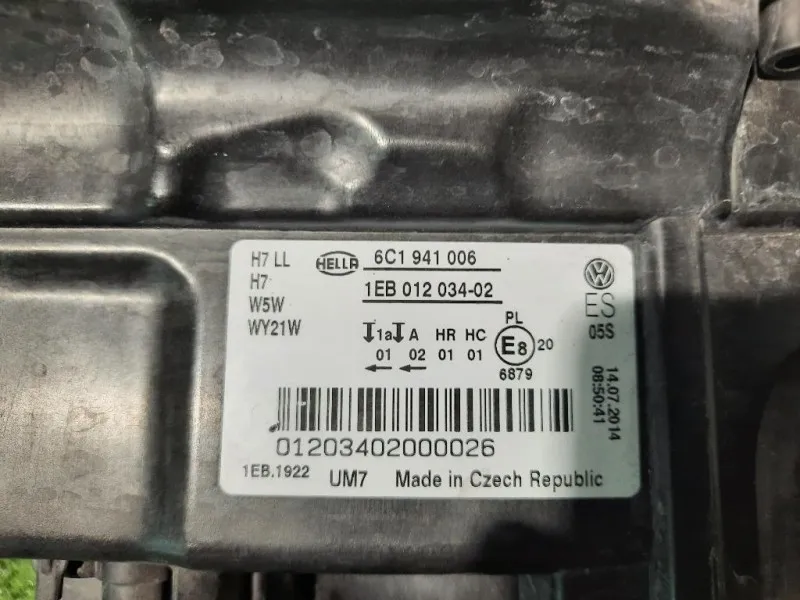 H7 LL
H7
W5W
WY21W
HELLA 6C1 941 006
1EB 012 034-02
VW
ES
05S
1a A HR HC PL
01 02 01 01 E8 20
6879
14.07.2014
08:50:41
01203402000026
1EB.1922 UM7 Made in Czech Republic